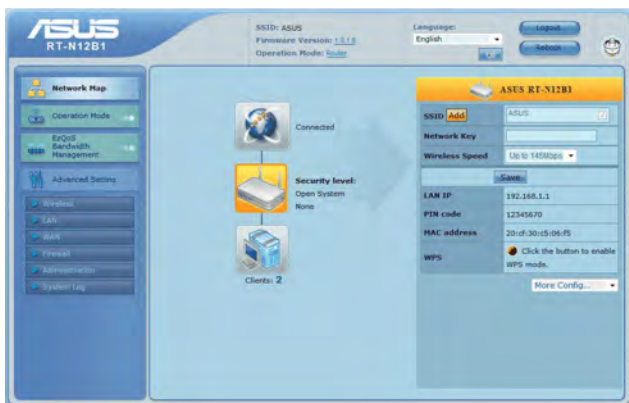 ASUS
RT-N12B1
SSID: ASUS
Firmware Version: 1.0.1.8
Operation Mode: Router
Language:
English
Logout
Reboot
Network Map
Operation Mode
EzQoS
Bandwidth
Management
Advanced Setting
Wireless
LAN
WAN
Firewall
Administration
System Log
Connected
Security level:
Open System
None
Clients: 2
ASUS RT-N12B1
SSID Add ASUS
Network Key
Wireless Speed Up to 145Mbps
Save
LAN IP 192.168.1.1
PIN code 12345670
MAC address 20:cf:30:c5:06:f5
WPS Click the button to enable
WPS mode.
More Config...